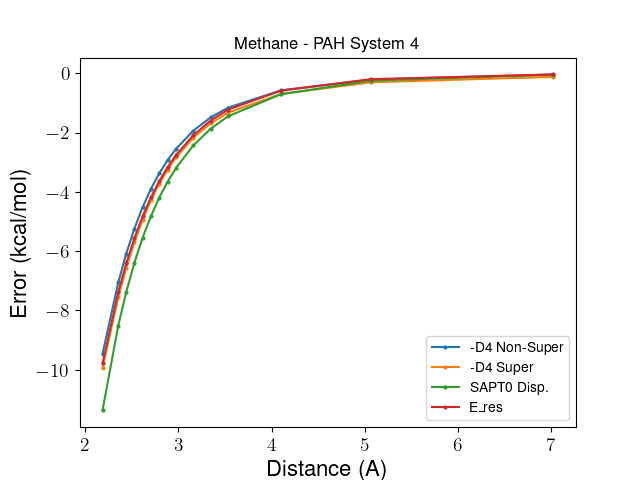 Methane - PAH System 4
Error (kcal/mol)
0
−2
−4
−6
−8
−10
-D4 Non-Super
-D4 Super
SAPT0 Disp.
E_res
2
3
4
5
6
7
Distance (A)